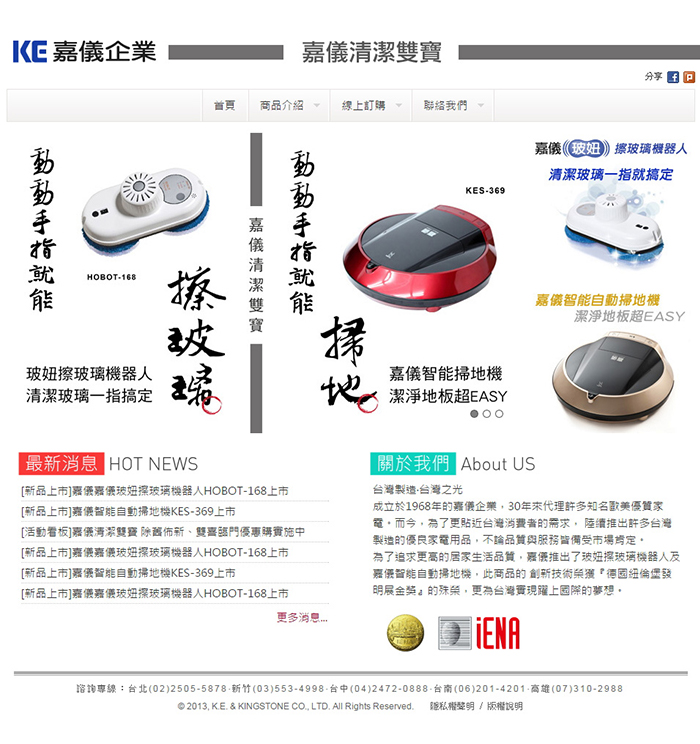 KE 嘉儀企業
嘉儀清潔雙寶
分享
首頁
商品介紹
線上訂購
聯絡我們
動動手指就能
HOBOT-168
擦玻璃
玻妞擦玻璃機器人
清潔玻璃一指搞定
嘉儀清潔雙寶
動動手指就能
KES-369
掃地
嘉儀智能掃地機
潔淨地板超EASY
嘉儀((玻妞)) 擦玻璃機器人
清潔玻璃一指就搞定
嘉儀智能自動掃地機
潔淨地板超EASY
最新消息 HOT NEWS
[新品上市]嘉儀嘉儀玻妞擦玻璃機器人HOBOT-168上市
[新品上市]嘉儀智能自動掃地機KES-369上市
[活動看板]嘉儀清潔雙寶 除舊佈新、雙喜臨門優惠購實施中
[新品上市]嘉儀嘉儀玻妞擦玻璃機器人HOBOT-168上市
[新品上市]嘉儀智能自動掃地機KES-369上市
[新品上市]嘉儀嘉儀玻妞擦玻璃機器人HOBOT-168上市
更多消息...
關於我們 About US
台灣製造‧台灣之光
成立於1968年的嘉儀企業，30年來代理許多知名歐美優質家
電。而今，為了更貼近台灣消費者的需求， 陸續推出許多台灣
製造的優良家電用品，不論品質與服務皆備受市場肯定。
為了追求更高的居家生活品質，嘉儀推出了玻妞擦玻璃機器人及
嘉儀智能自動掃地機，此商品的 創新技術榮獲『德國紐倫堡發
明展金獎』的殊榮，更為台灣實現躍上國際的夢想。
iENA
諮詢專線：台北(02)2505-5878‧新竹(03)553-4998‧台中(04)2472-0888‧台南(06)201-4201‧高雄(07)310-2988
© 2013, K.E. & KINGSTONE CO., LTD. All Rights Reserved. 隱私權聲明 / 版權說明